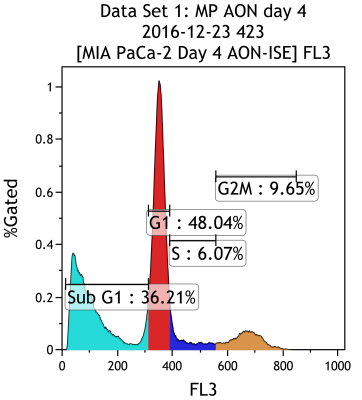 Data Set 1: MP AON day 4
2016-12-23 423
[MIA PaCa-2 Day 4 AON-ISE] FL3
%Gated
1
0.8
0.6
0.4
0.2
0
G2M : 9.65%
G1 : 48.04%
S : 6.07%
Sub G1 : 36.21%
0 200 400 600 800 1000
FL3